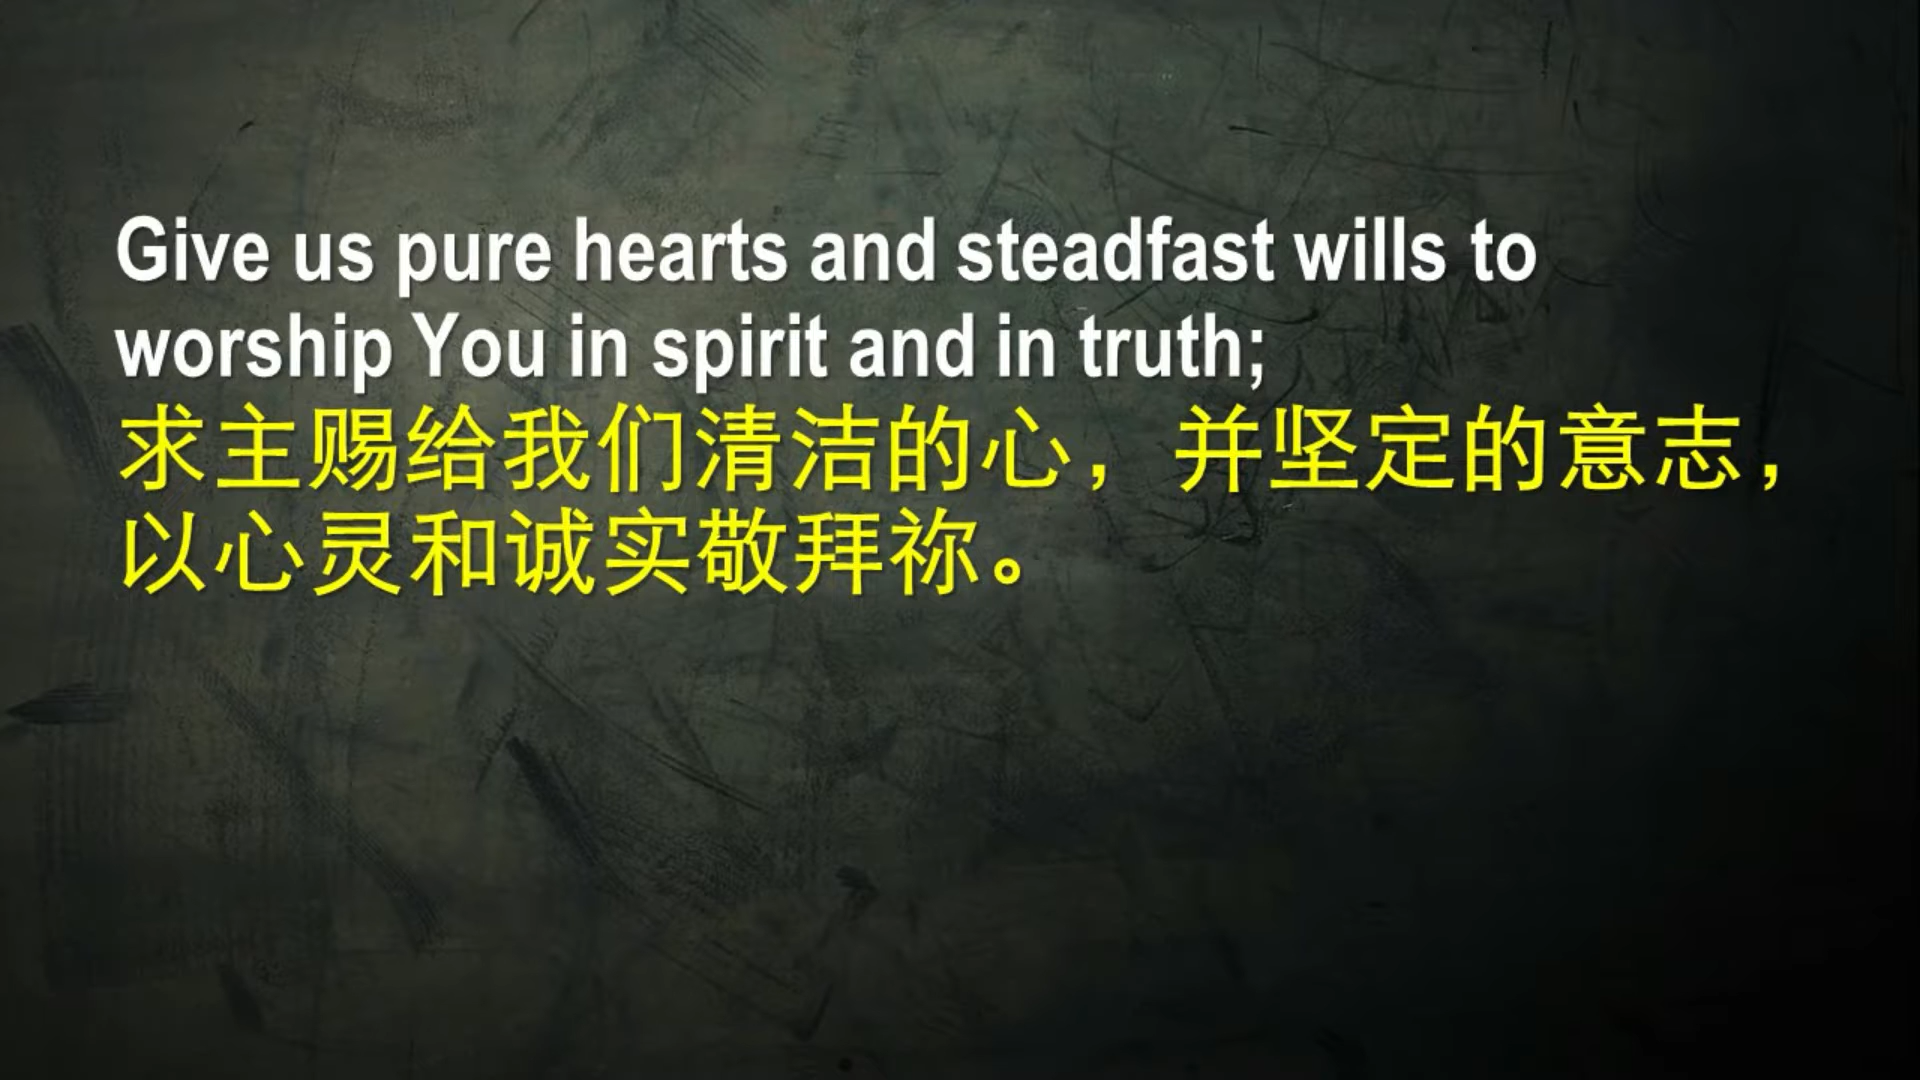 Give us pure hearts and steadfast wills to
worship You in spirit and in truth;
求主赐给我们清洁的心，并坚定的意志，
以心灵和诚实敬拜祢。